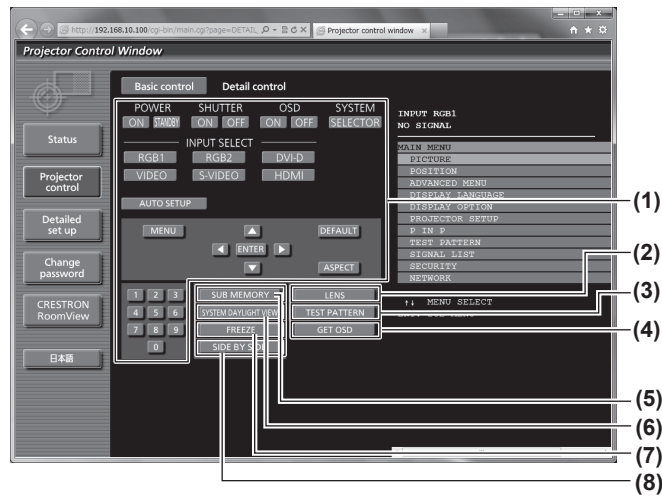 http://192.168.10.100/cgi-bin/main.cgi?page=DETAIL_
Projector control window
Projector Control Window
Basic control
Detail control
POWER SHUTTER OSD SYSTEM
ON STANDBY ON OFF ON OFF SELECTOR
INPUT SELECT
RGB1 RGB2 DVI-D
VIDEO S-VIDEO HDMI
AUTO SETUP
MENU DEFAULT
ENTER
ASPECT
1 2 3
4 5 6
7 8 9
0
SUB MEMORY
SYSTEM DAYLIGHT VIEW
FREEZE
SIDE BY SIDE
LENS
TEST PATTERN
GET OSD
Status
Projector
control
Detailed
set up
Change
password
CRESTRON
RoomView
日本語
INPUT RGB1
NO SIGNAL
MAIN MENU
PICTURE
POSITION
ADVANCED MENU
DISPLAY LANGUAGE
DISPLAY OPTION
PROJECTOR SETUP
P IN P
TEST PATTERN
SIGNAL LIST
SECURITY
NETWORK
↑↓ MENU SELECT
(1)
(2)
(3)
(4)
(5)
(6)
(7)
(8)